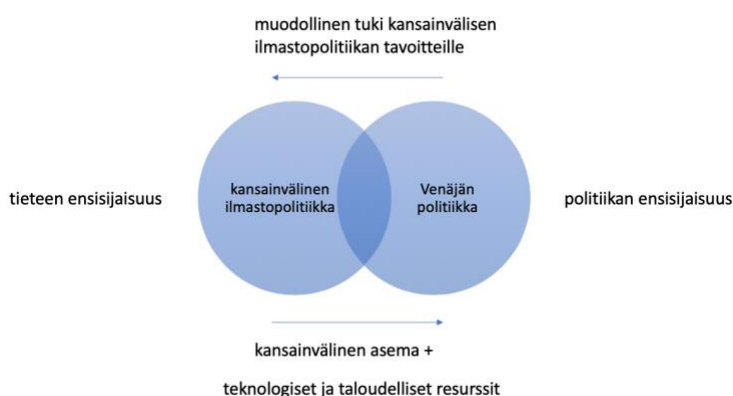 muodollinen tuki kansainvälisen
ilmastopolitiikan tavoitteille
tieteen ensisijaisuus
kansainvälinen
ilmastopolitiikka
Venäjän
politiikka
politiikan ensisijaisuus
kansainvälinen asema +
teknologiset ja taloudelliset resurssit